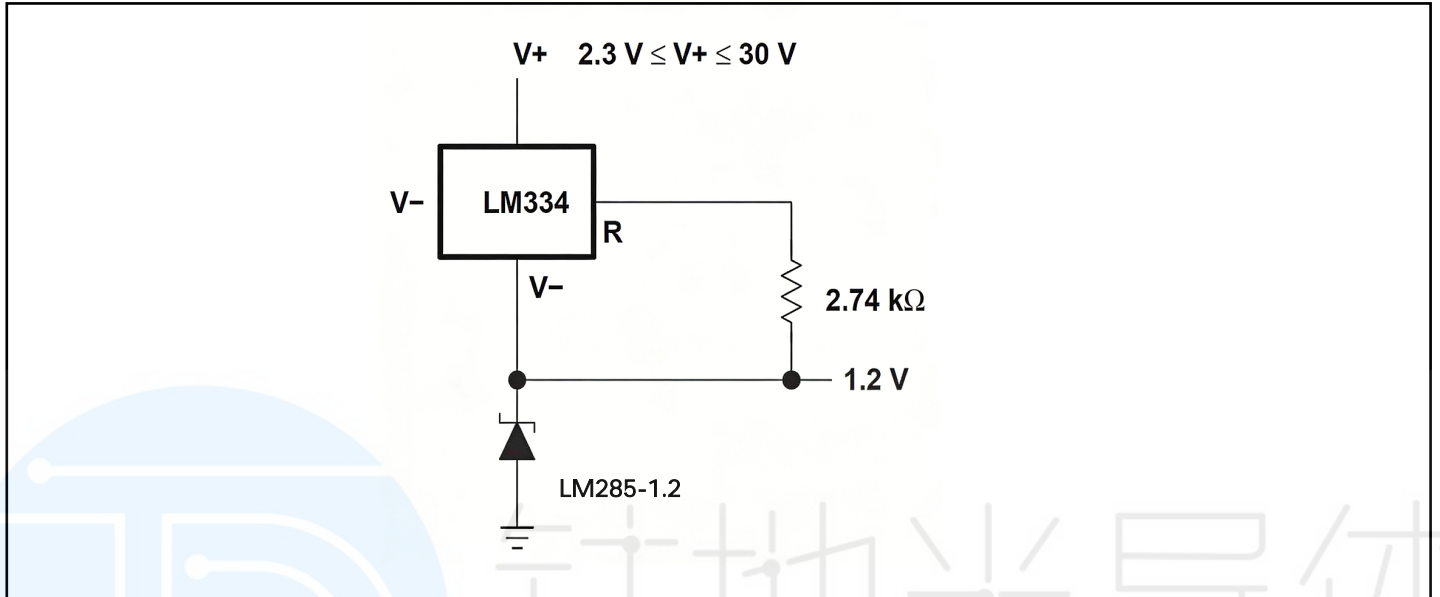 V+ 2.3 V ≤ V+ ≤ 30 V
V− LM334
R
V−
2.74 kΩ
1.2 V
LM285-1.2